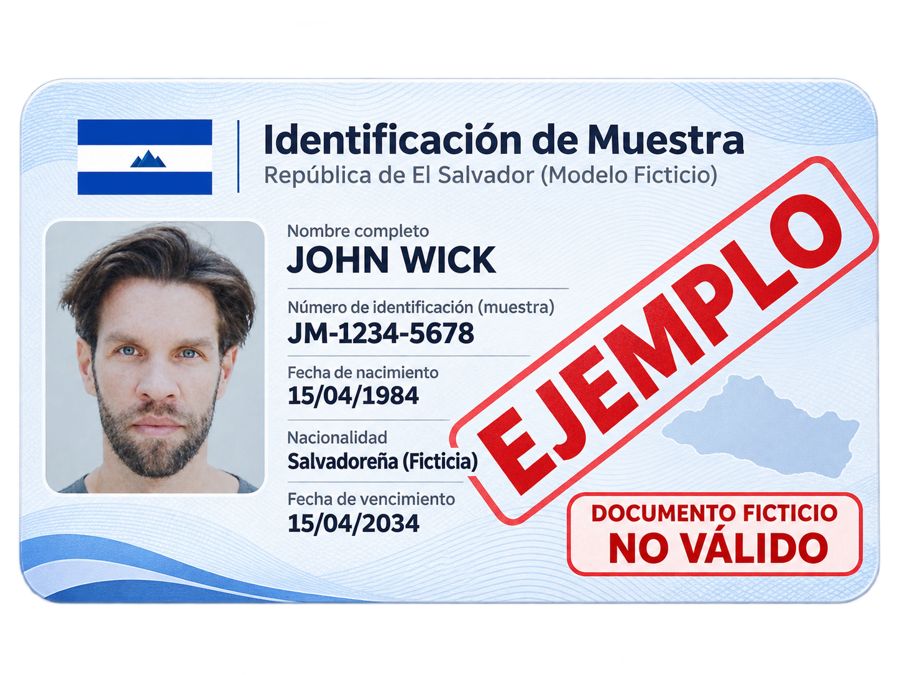 Identificación de Muestra
República de El Salvador (Modelo Ficticio)
Nombre completo
JOHN WICK
Número de identificación (muestra)
JM-1234-5678
Fecha de nacimiento
15/04/1984
Nacionalidad
Salvadoreña (Ficticia)
Fecha de vencimiento
15/04/2034
EJEMPLO
DOCUMENTO FICTICIO
NO VÁLIDO